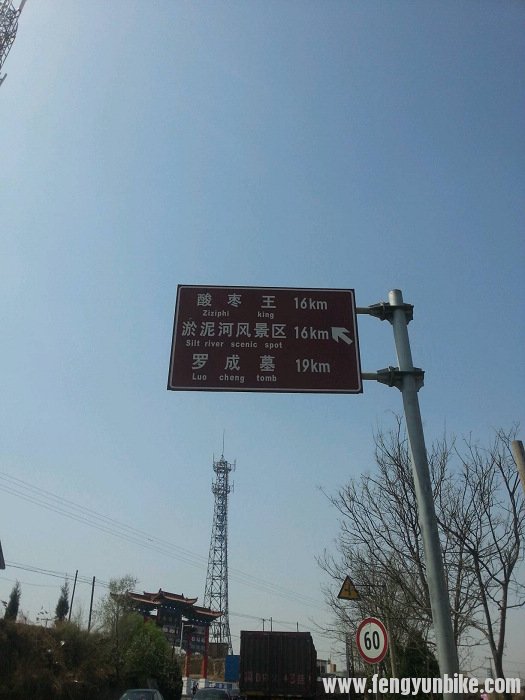 酸枣王 16km
Ziziphi king
淤泥河风景区 16km
Silt river scenic spot
罗成墓 19km
Luo cheng tomb
60
www.fengyunbike.com